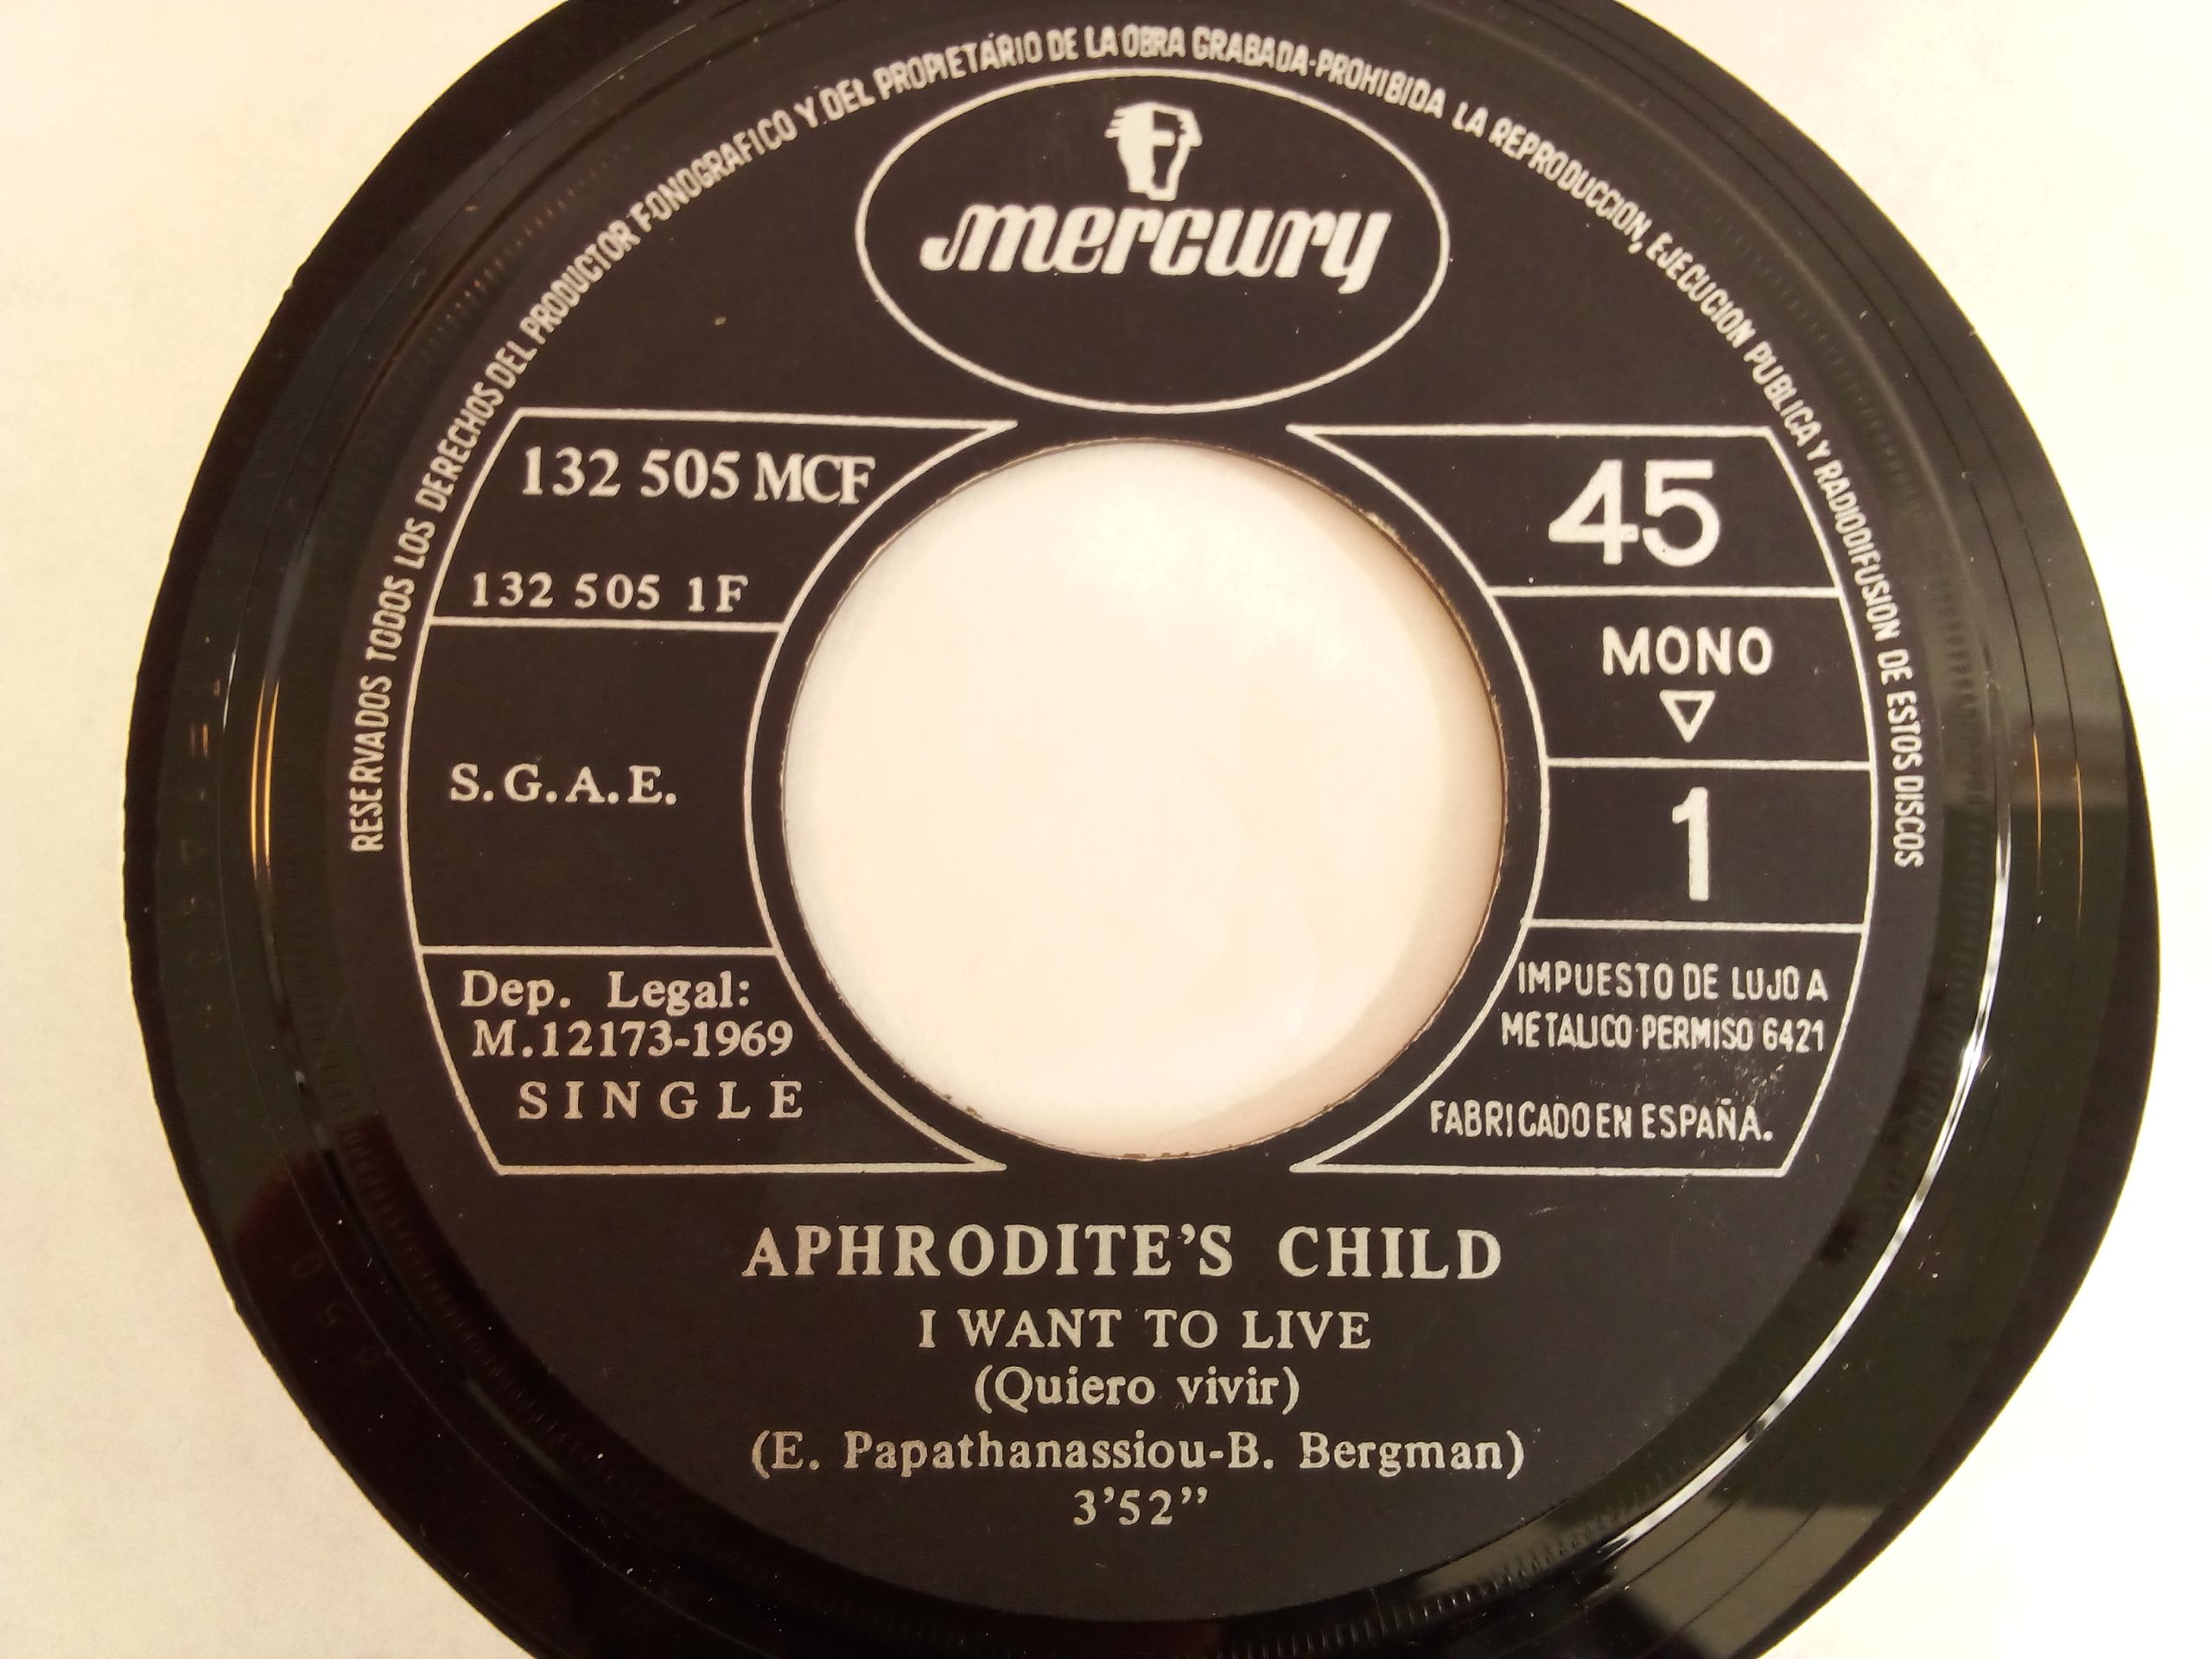 RESERVADOS TODOS LOS DERECHOS DEL PRODUCTOR FONOGRAFICO Y DEL PROPIETARIO DE LA OBRA GRABADA-PROHIBIDA LA REPRODUCCION, EJECUCION PUBLICA Y RADIODIFUSION DE ESTOS DISCOS
mercury
132 505 MCF
132 505 1F
S.G.A.E.
Dep. Legal:
M.12173-1969
SINGLE
45
MONO
1
IMPUESTO DE LUJO A
METALICO PERMISO 6421
FABRICADO EN ESPAÑA.
APHRODITE'S CHILD
I WANT TO LIVE
(Quiero vivir)
(E. Papathanassiou-B. Bergman)
3'52"